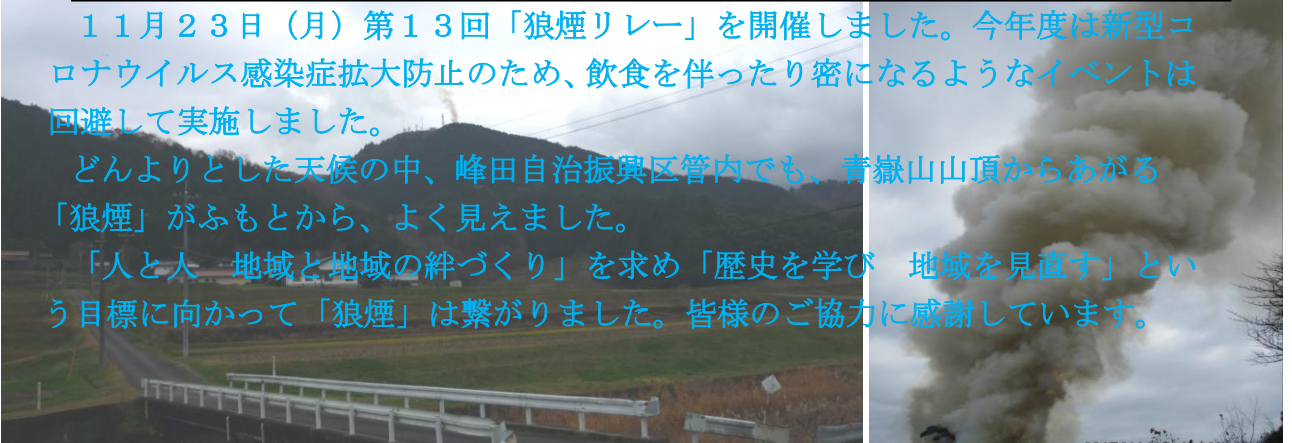 １１月２３日（月）第１３回「狼煙リレー」を開催しました。今年度は新型コ
ロナウイルス感染症拡大防止のため、飲食を伴ったり密になるようなイベントは
回避して実施しました。
どんよりとした天候の中、峰田自治振興区管内でも、青嶽山山頂からあがる
「狼煙」がふもとから、よく見えました。
「人と人　地域と地域の絆づくり」を求め「歴史を学び　地域を見直す」とい
う目標に向かって「狼煙」は繋がりました。皆様のご協力に感謝しています。